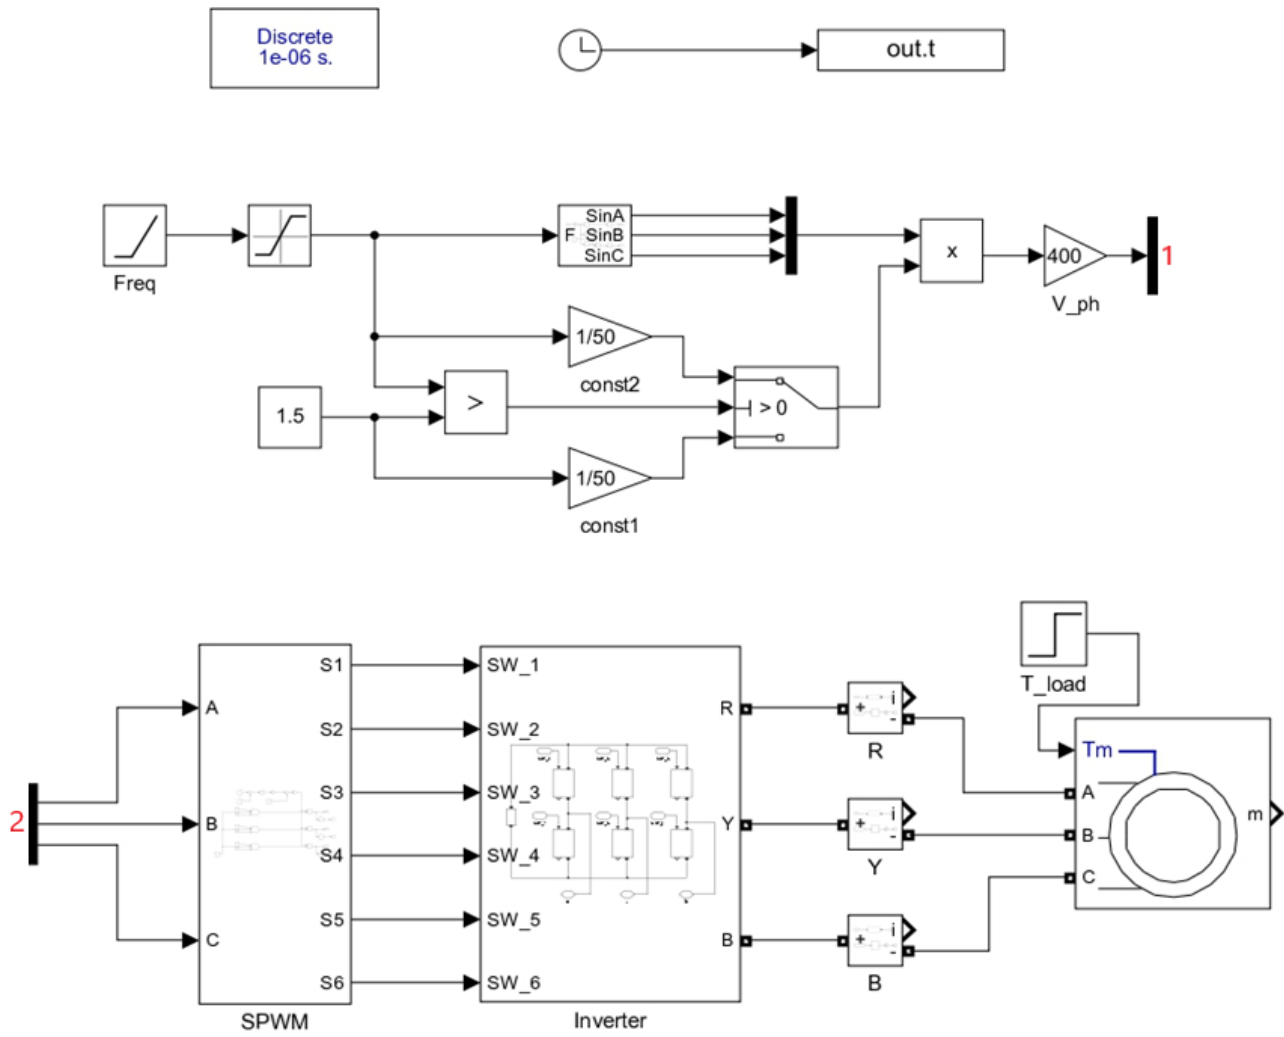 Discrete
1e-06 s.
out.t
Freq
F
SinA
SinB
SinC
x
400
V_ph
1
1/50
const2
1.5
>
> 0
1/50
const1
2
A
B
C
S1
S2
S3
S4
S5
S6
SPWM
SW_1
SW_2
SW_3
SW_4
SW_5
SW_6
R
Y
B
Inverter
+ i -
R
+ i -
Y
+ i -
B
T_load
Tm
A
B
C
m